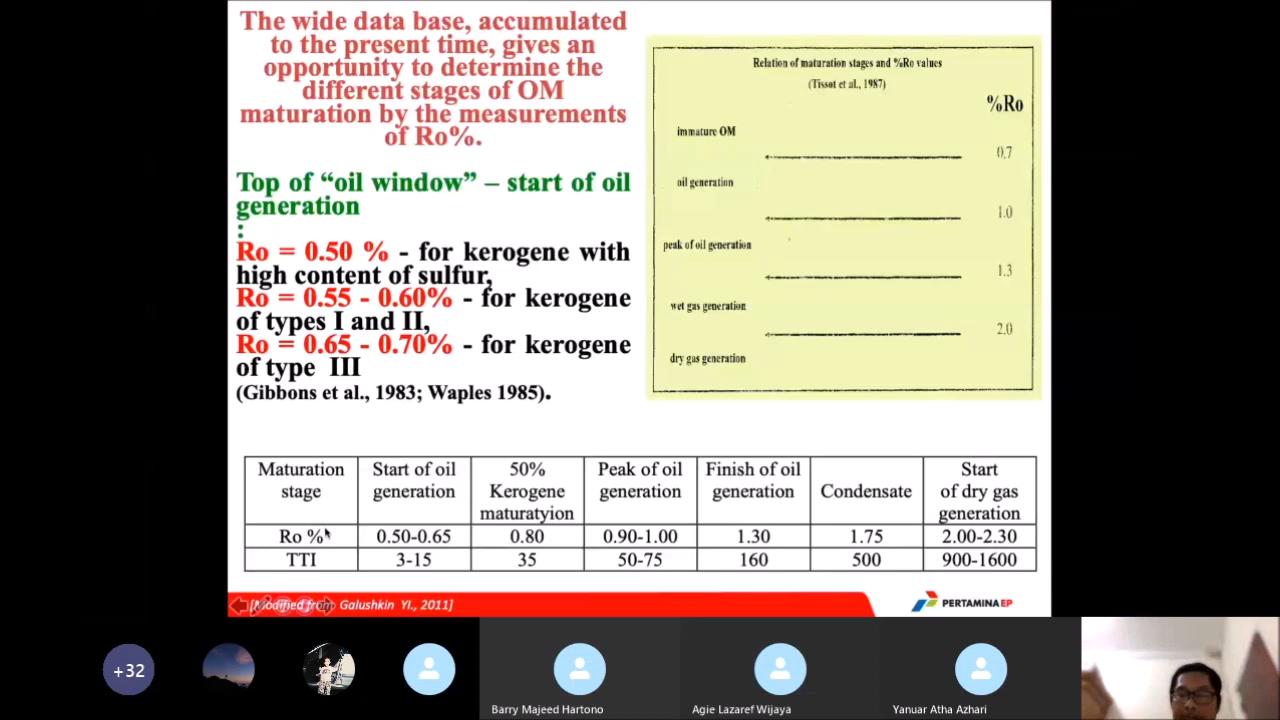 The wide data base, accumulated
to the present time, gives an
opportunity to determine the
different stages of OM
maturation by the measurements
of Ro%.
Top of “oil window” – start of oil
generation
:
Ro = 0.50 % - for kerogene with
high content of sulfur,
Ro = 0.55 - 0.60% - for kerogene
of types I and II,
Ro = 0.65 - 0.70% - for kerogene
of type III
(Gibbons et al., 1983; Waples 1985).
Relation of maturation stages and %Ro values
(Tissot et al., 1987)
%Ro
immature OM
0.7
oil generation
1.0
peak of oil generation
1.3
wet gas generation
2.0
dry gas generation
Maturation stage Start of oil generation 50% Kerogene maturatyion Peak of oil generation Finish of oil generation Condensate Start of dry gas generation
Ro % 0.50-0.65 0.80 0.90-1.00 1.30 1.75 2.00-2.30
TTI 3-15 35 50-75 160 500 900-1600
[Modified from Galushkin YI., 2011]
PERTAMINA EP
+32
Barry Majeed Hartono
Agie Lazaref Wijaya
Yanuar Atha Azhari